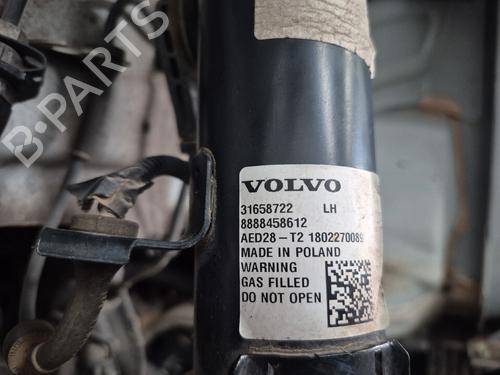 B-PARTS
VOLVO
31658722 LH
8888458612
AED28-T2 1802270089
MADE IN POLAND
WARNING
GAS FILLED
DO NOT OPEN